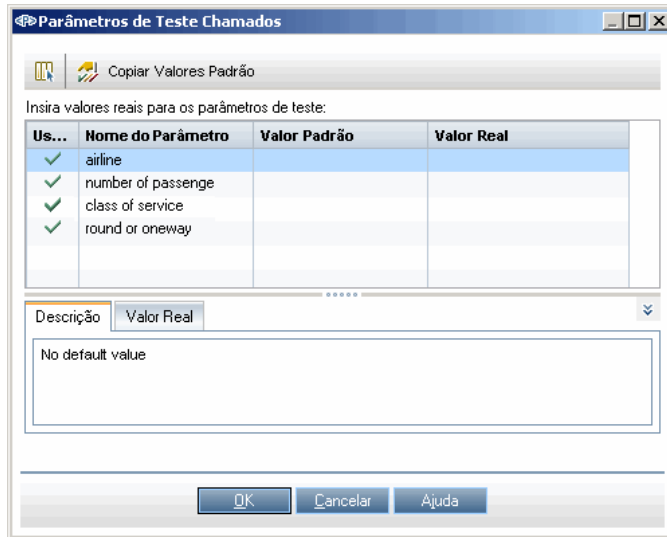 Parâmetros de Teste Chamados
Copiar Valores Padrão
Insira valores reais para os parâmetros de teste:
Us... Nome do Parâmetro Valor Padrão Valor Real
airline
number of passenge
class of service
round or oneway
Descrição Valor Real
No default value
OK Cancelar Ajuda